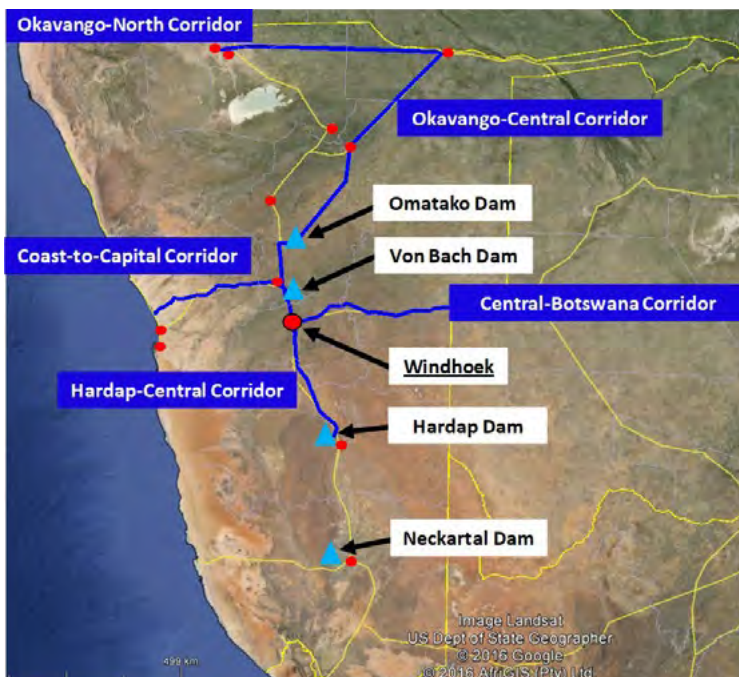 Okavango-North Corridor
Okavango-Central Corridor
Omatako Dam
Von Bach Dam
Coast-to-Capital Corridor
Central-Botswana Corridor
Windhoek
Hardap-Central Corridor
Hardap Dam
Neckartal Dam
Image Landsat
US Dept of State Geographer
© 2016 Google
© 2016 AfriGIS (Pty) Ltd.
499 km